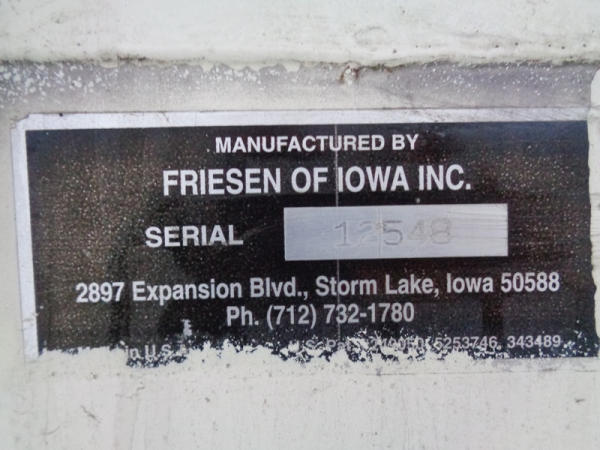 MANUFACTURED BY
FRIESEN OF IOWA INC.
SERIAL 12548
2897 Expansion Blvd., Storm Lake, Iowa 50588
Ph. (712) 732-1780
in U.S. 5253746, 343489